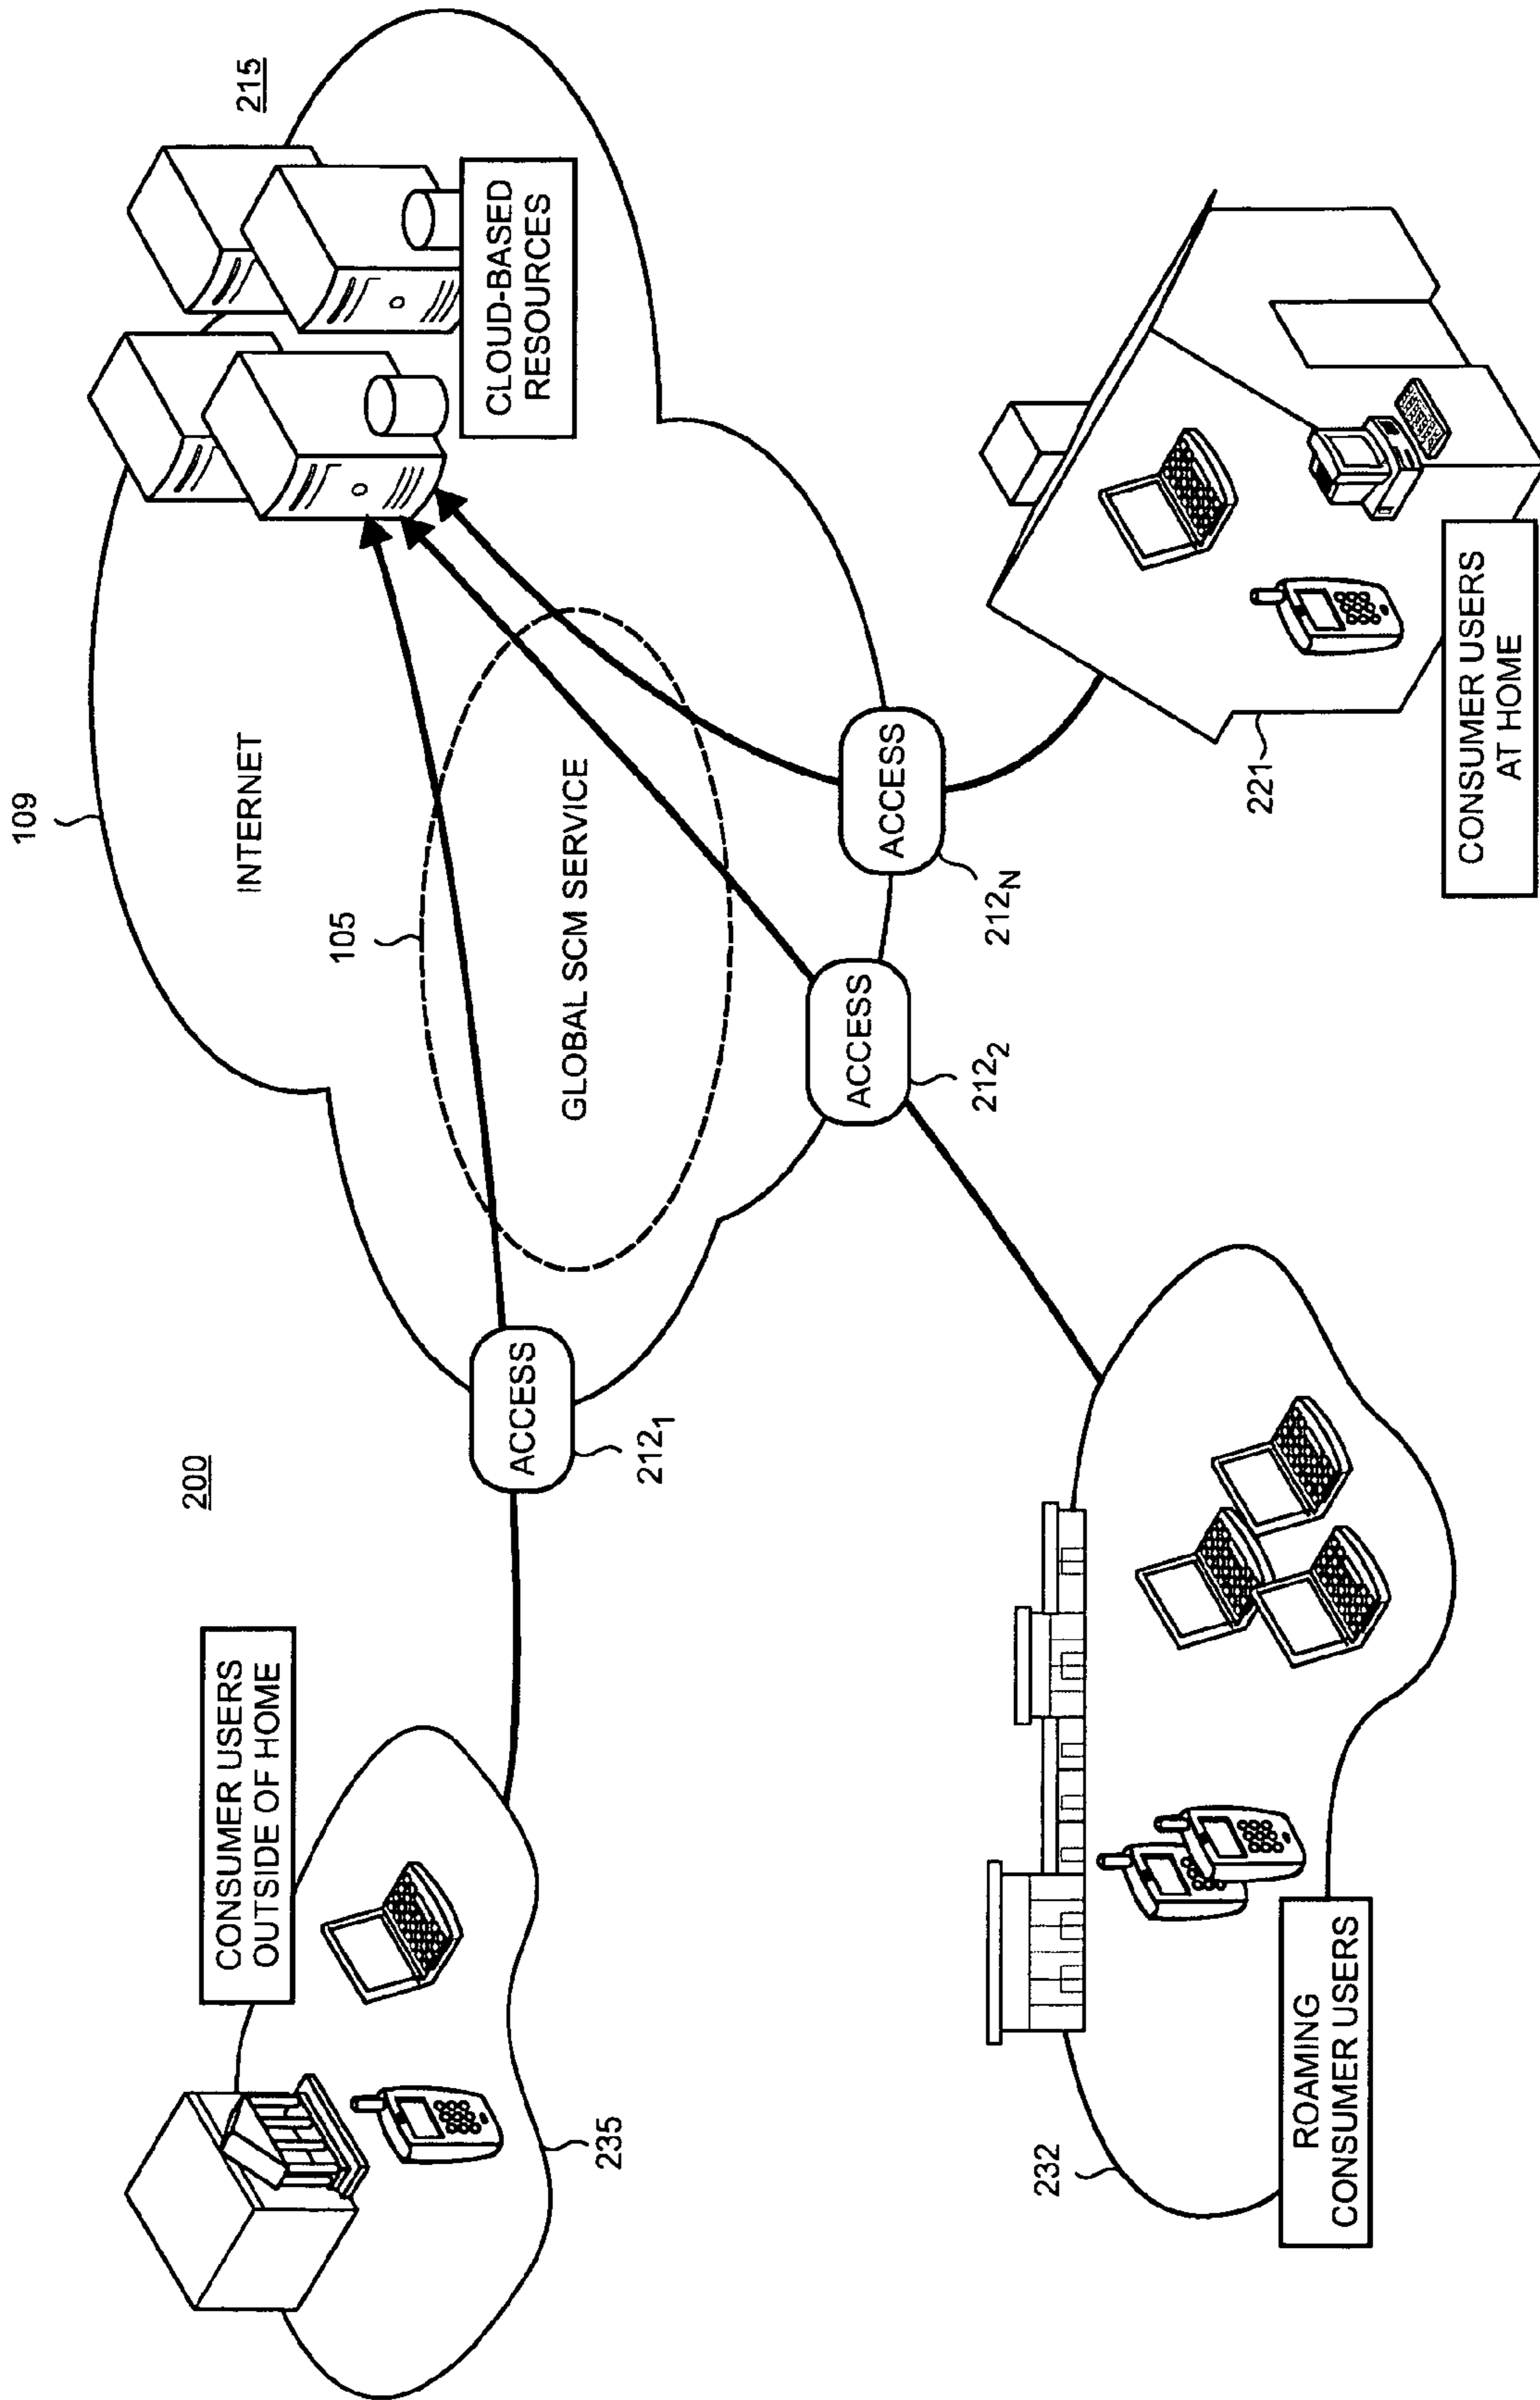 200
CONSUMER USERS
OUTSIDE OF HOME
235
109
INTERNET
215
CLOUD-BASED
RESOURCES
105
GLOBAL SCM SERVICE
ACCESS
212₁
ACCESS
212₂
ACCESS
212N
232
ROAMING
CONSUMER USERS
221
CONSUMER USERS
AT HOME